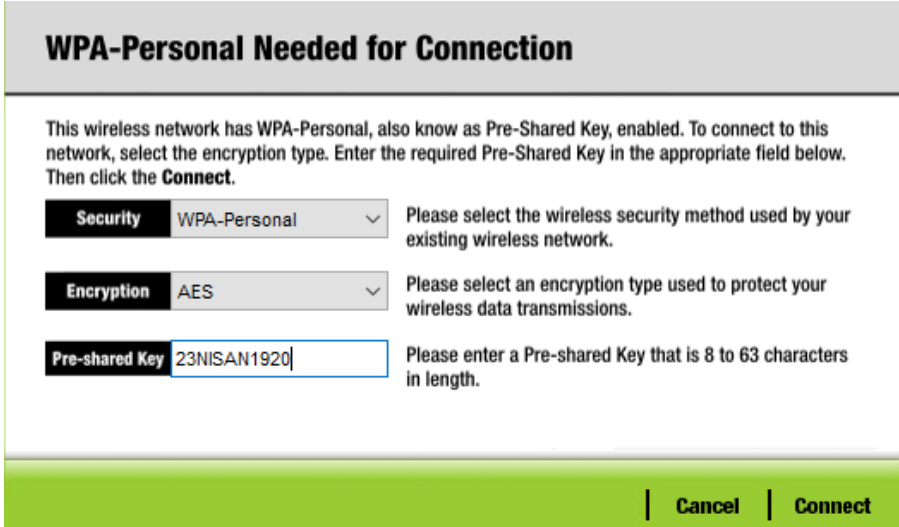 WPA-Personal Needed for Connection
This wireless network has WPA-Personal, also know as Pre-Shared Key, enabled. To connect to this
network, select the encryption type. Enter the required Pre-Shared Key in the appropriate field below.
Then click the Connect.
Security WPA-Personal Please select the wireless security method used by your
existing wireless network.
Encryption AES Please select an encryption type used to protect your
wireless data transmissions.
Pre-shared Key 23NISAN1920 Please enter a Pre-shared Key that is 8 to 63 characters
in length.
Cancel Connect